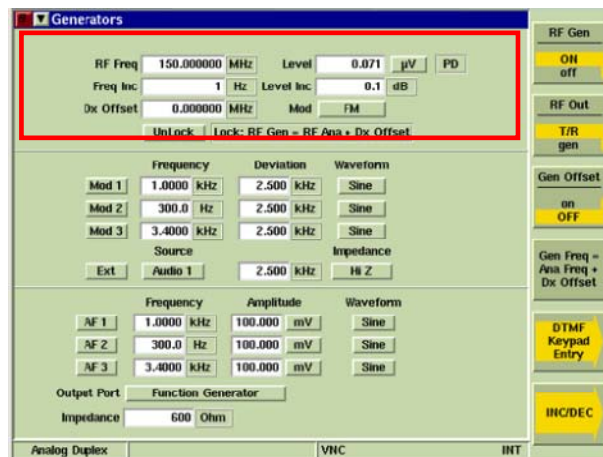 Generators
RF Freq 150.000000 MHz Level 0.071 µV PD
Freq Inc 1 Hz Level Inc 0.1 dB
Dx Offset 0.000000 MHz Mod FM
UnLock Lock: RF Gen = RF Ana + Dx Offset
Frequency Deviation Waveform
Mod 1 1.0000 kHz 2.500 kHz Sine
Mod 2 300.0 Hz 2.500 kHz Sine
Mod 3 3.4000 kHz 2.500 kHz Sine
Source Impedance
Ext Audio 1 2.500 kHz Hi Z
Frequency Amplitude Waveform
AF 1 1.0000 kHz 100.000 mV Sine
AF 2 300.0 Hz 100.000 mV Sine
AF 3 3.4000 kHz 100.000 mV Sine
Output Port Function Generator
Impedance 600 Ohm
Analog Duplex VNC INT
RF Gen
ON
off
RF Out
T/R
gen
Gen Offset
on
OFF
Gen Freq =
Ana Freq +
Dx Offset
DTMF
Keypad
Entry
INC/DEC